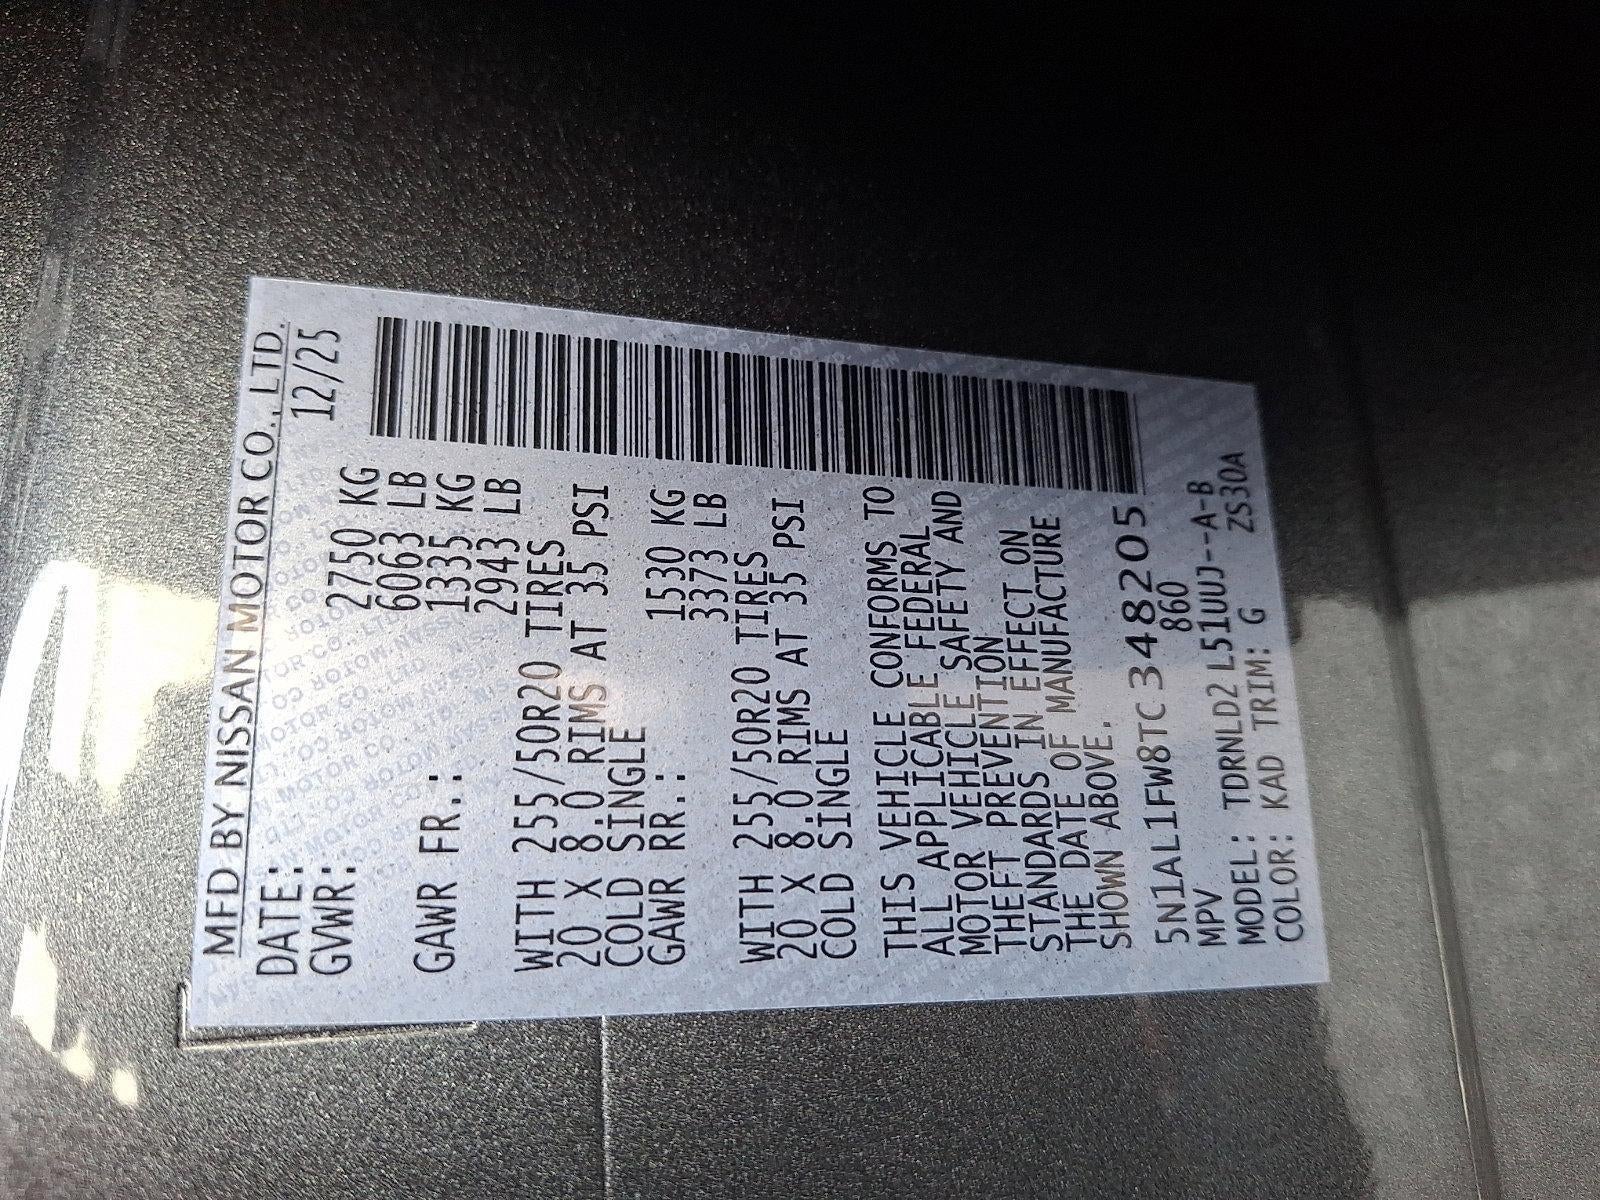 MFD BY NISSAN MOTOR CO., LTD.
DATE: 12/25
GVWR: 2750 KG
6063 LB
GAWR FR.: 1335 KG
2943 LB
WITH 255/50R20 TIRES
20 X 8.0 RIMS AT 35 PSI
COLD SINGLE
GAWR RR.: 1530 KG
3373 LB
WITH 255/50R20 TIRES
20 X 8.0 RIMS AT 35 PSI
COLD SINGLE
THIS VEHICLE CONFORMS TO
ALL APPLICABLE FEDERAL
MOTOR VEHICLE SAFETY AND
THEFT PREVENTION
STANDARDS IN EFFECT ON
THE DATE OF MANUFACTURE
SHOWN ABOVE.
5N1AL1FW8TC348205
MPV 860
MODEL: TDRNLD2 L51UUJ--A-B
COLOR: KAD TRIM: G ZS30A